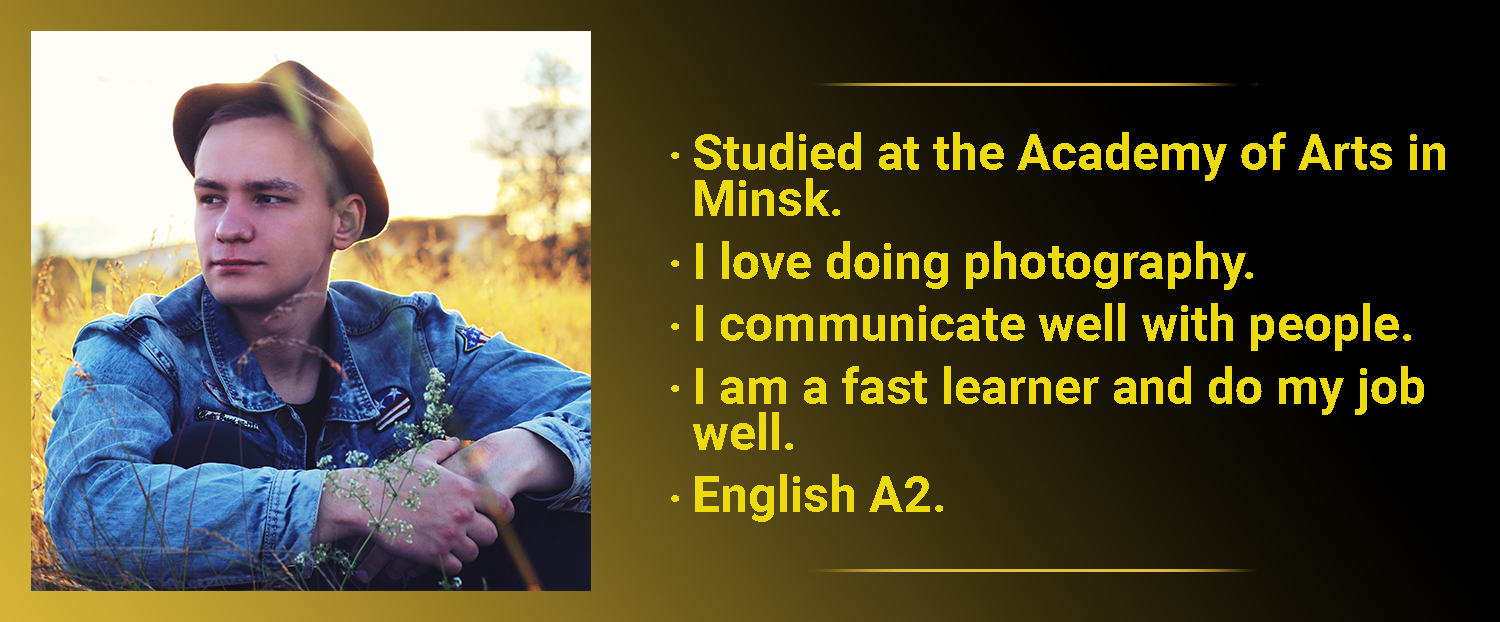 · Studied at the Academy of Arts in
Minsk.
· I love doing photography.
· I communicate well with people.
· I am a fast learner and do my job
well.
· English A2.